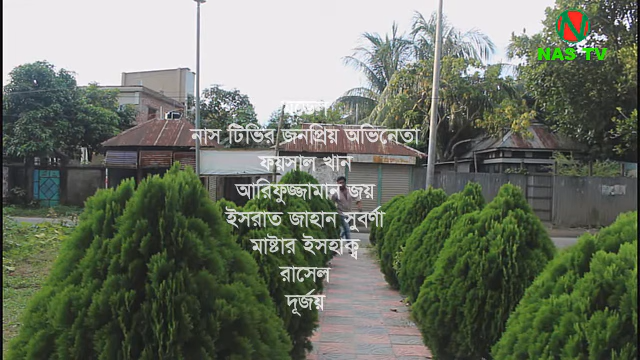 NAS TV
নাস টিভির জনপ্রিয় অভিনেতা
ফয়সাল খান
আরিফুজ্জামান জয়
ইসরাত জাহান সুবর্ণা
মাষ্টার ইসহাক্ব
রাসেল
দূর্জয়